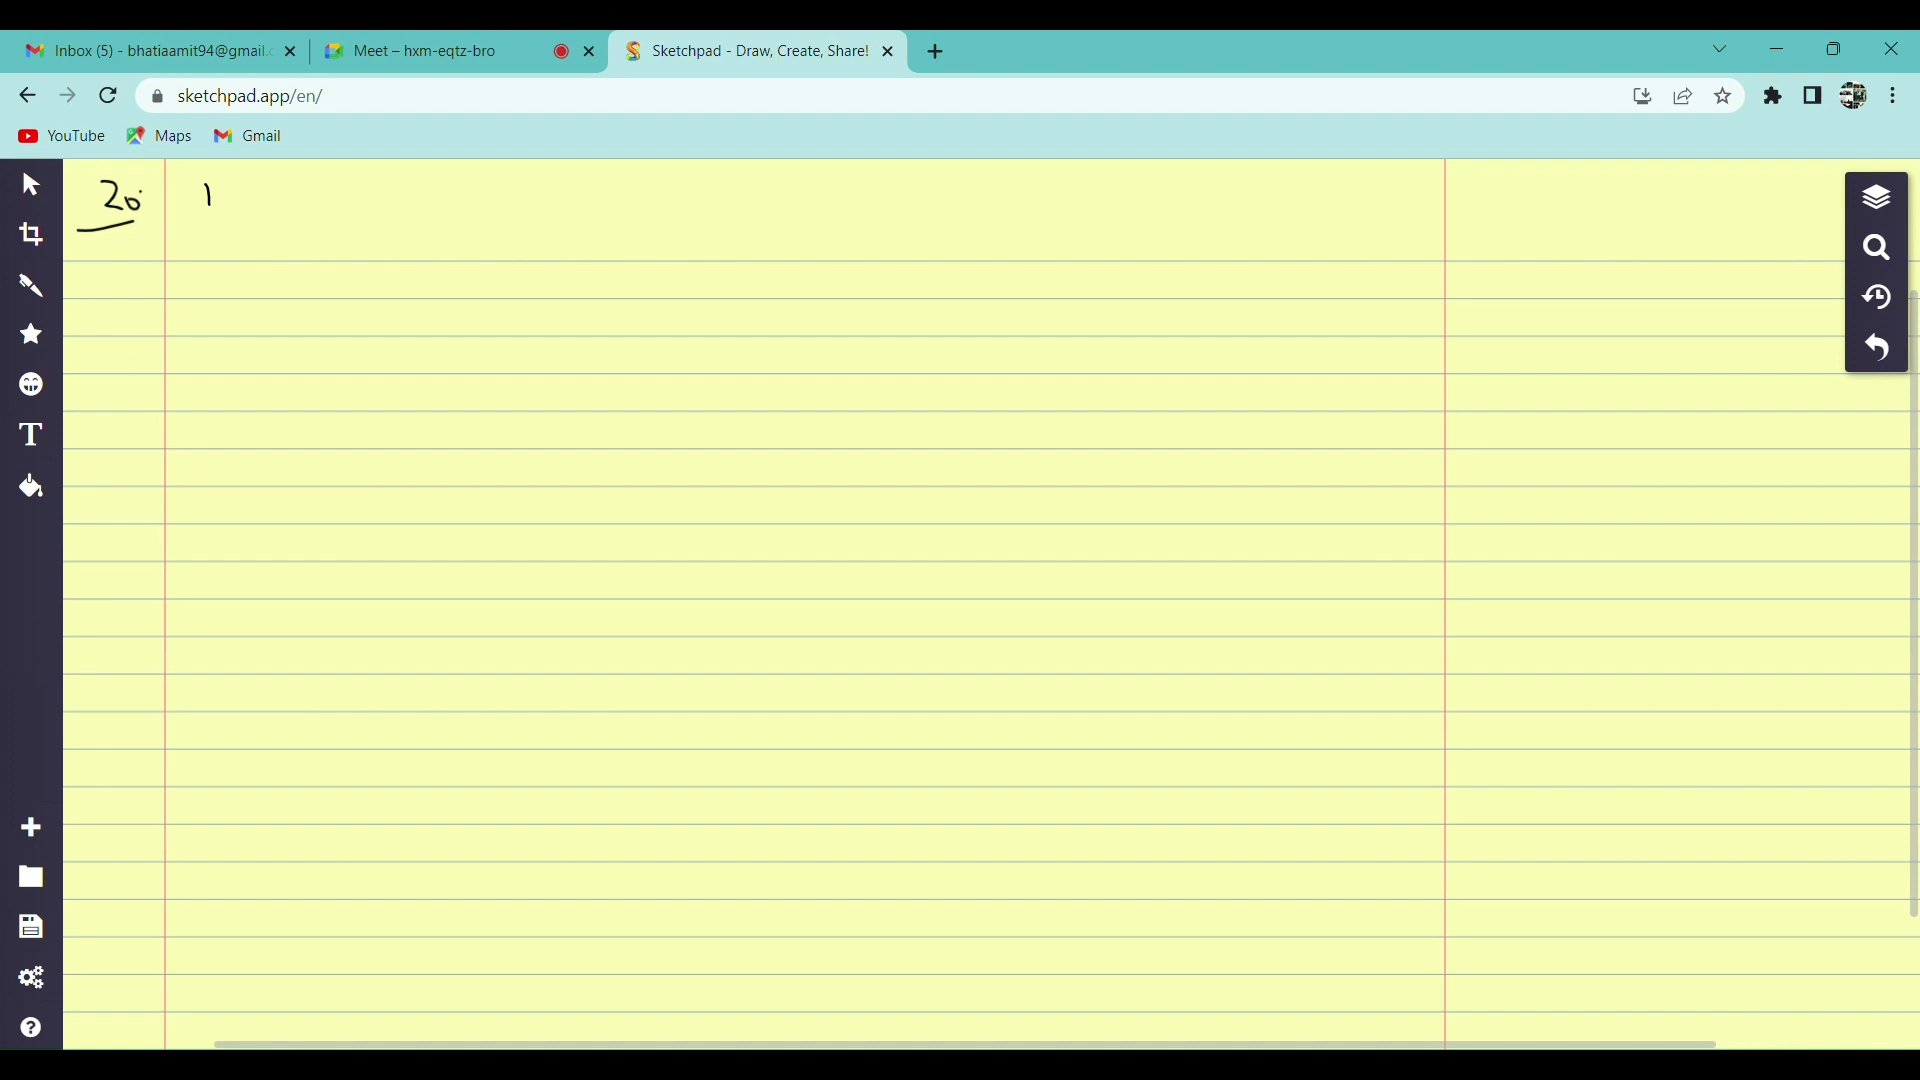 Inbox (5) - bhatiaamit94@gmail.c
Meet – hxm-eqtz-bro
Sketchpad - Draw, Create, Share!
sketchpad.app/en/
YouTube
Maps
Gmail
20 1
T